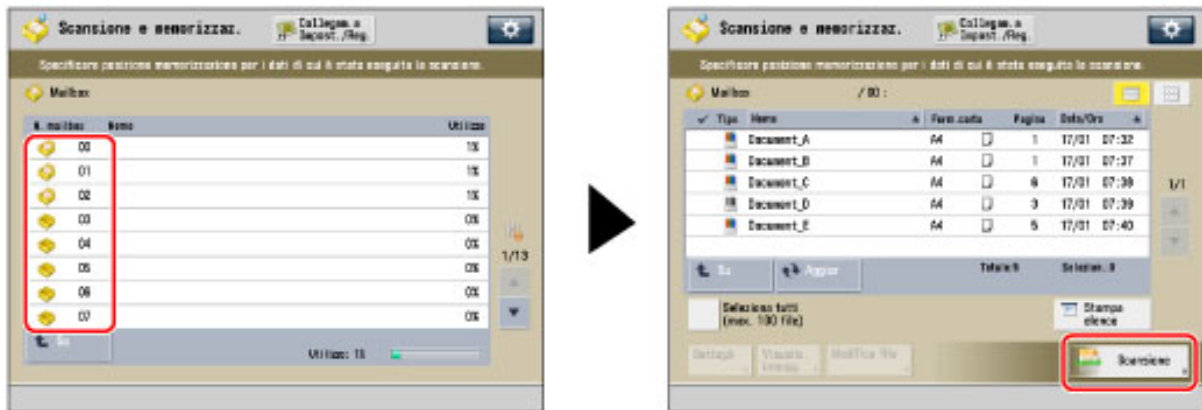 Scansione e memorizzaz.
Collegam.a
Impost./Reg.
Specificare posizione memorizzazione per i dati di cui è stata eseguita la scansione.
Mailbox
N. mailbox Nome Utilizzo
00 1%
01 1%
02 1%
03 0%
04 0%
05 0%
06 0%
07 0%
1/13
Su
Utilizzo: 1%
Scansione e memorizzaz.
Collegam.a
Impost./Reg.
Specificare posizione memorizzazione per i dati di cui è stata eseguita la scansione.
Mailbox /00 :
Tipo Nome Form.carta Pagina Data/Ora
Document_A A4 1 17/01 07:32
Document_B A4 1 17/01 07:37
Document_C A4 6 17/01 07:38
Document_D A4 3 17/01 07:39
Document_E A4 5 17/01 07:40
1/1
Su Aggior Totale:5 Selezion.:0
Seleziona tutti
(max. 100 file)
Stampa
elenco
Dettagli Visualiz. Modifica file
Scansione